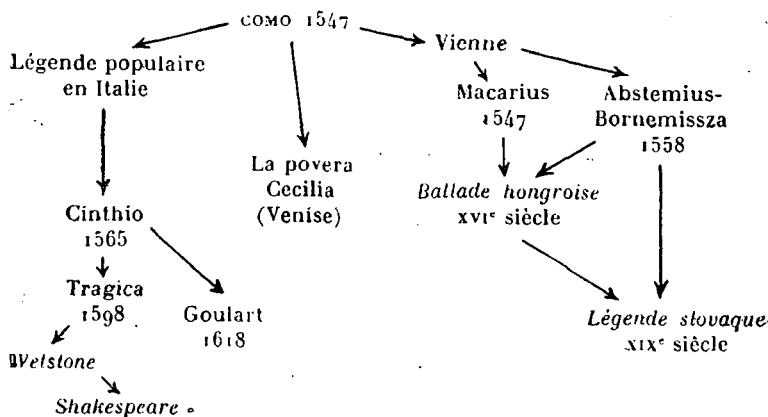 COMO 1547
Légende populaire
en Italie
Vienne
Macarius
1547
Abstemius-
Bornemissza
1558
La povera
Cecilia
(Venise)
Ballade hongroise
XVIᵉ siècle
Cinthio
1565
Tragica
1598
Goulart
1618
Légende slovaque
XIXᵉ siècle
Wetstone
Shakespeare